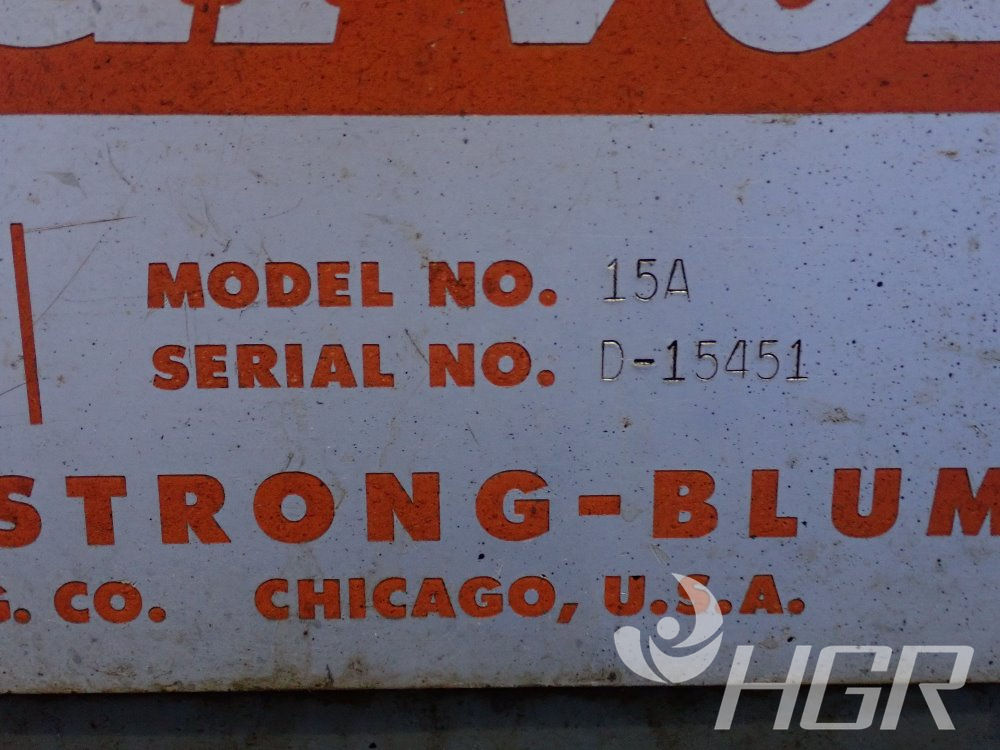 MODEL NO. 15A
SERIAL NO. D-15451
STRONG-BLUM
G. CO. CHICAGO, U.S.A.
HGR